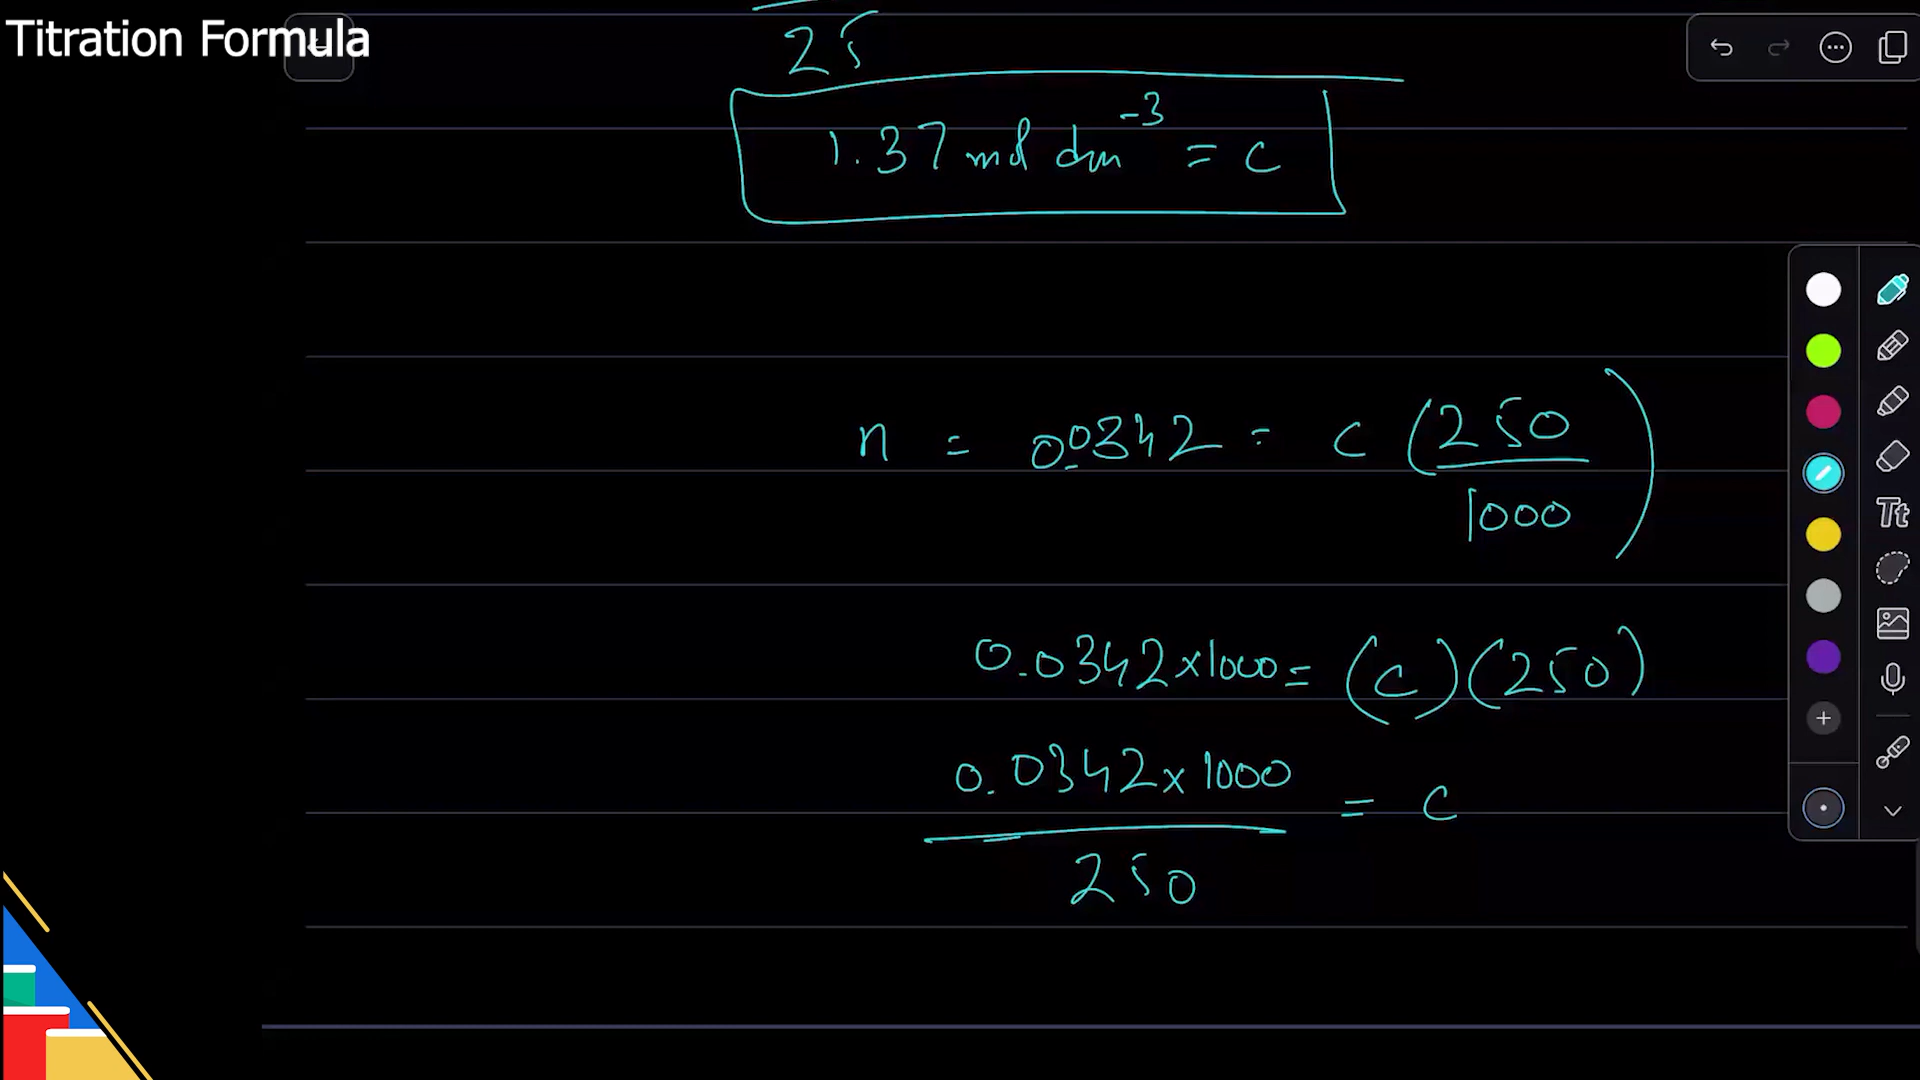 Titration Formula
25
1.37 mol dm⁻³ = c
n = 0.0342 = c (250/1000)
0.0342×1000 = (c)(250)
0.0342×1000 = c
250
Tt